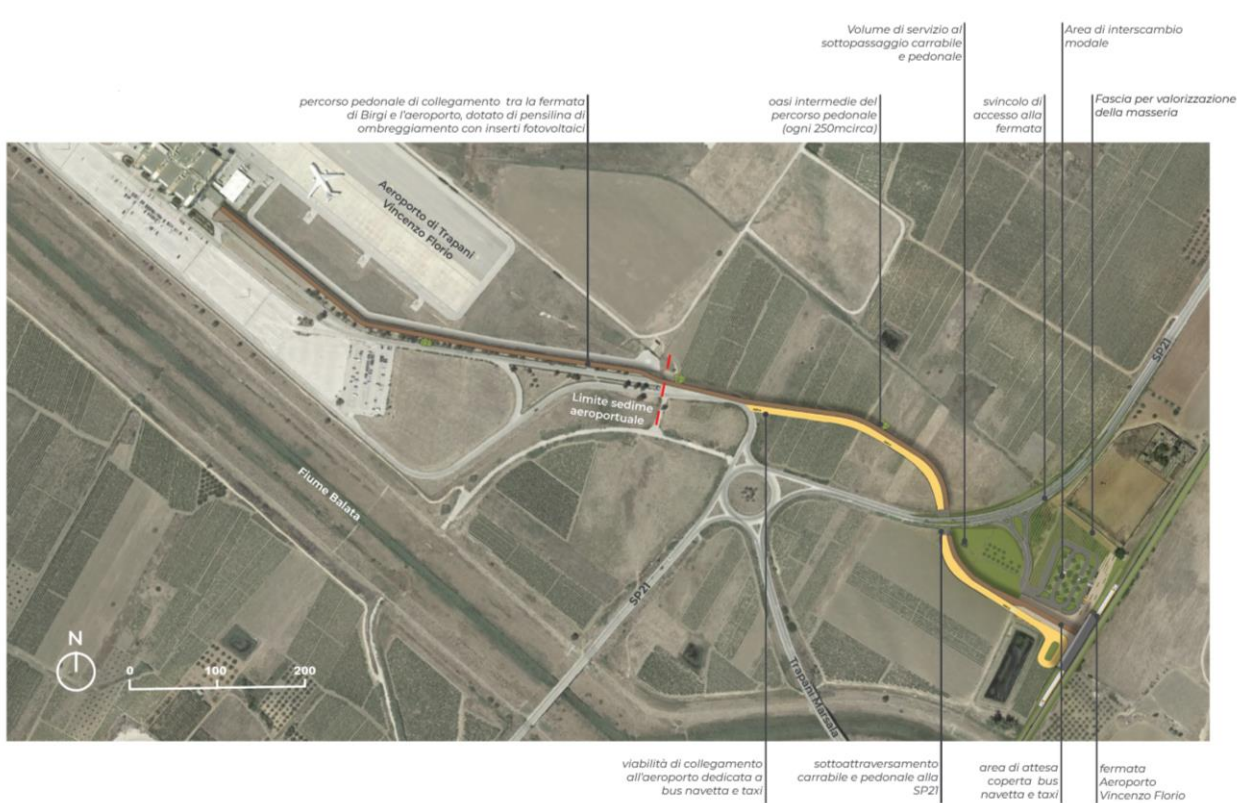 Volume di servizio al
sottopassaggio carrabile
e pedonale
Area di interscambio
modale
percorso pedonale di collegamento tra la fermata
di Birgi e l'aeroporto, dotato di pensilina di
ombreggiamento con inserti fotovoltaici
oasi intermedie del
percorso pedonale
(ogni 250mcirca)
svincolo di
accesso alla
fermata
Fascia per valorizzazione
della masseria
Aeroporto di Trapani
Vincenzo Florio
SP21
Limite sedime
aeroportuale
Fiume Balata
SP21
N
0 100 200
Trapani Marsala
viabilità di collegamento
all'aeroporto dedicata a
bus navetta e taxi
sottoattraversamento
carrabile e pedonale alla
SP21
area di attesa
coperta bus
navetta e taxi
fermata
Aeroporto
Vincenzo Florio